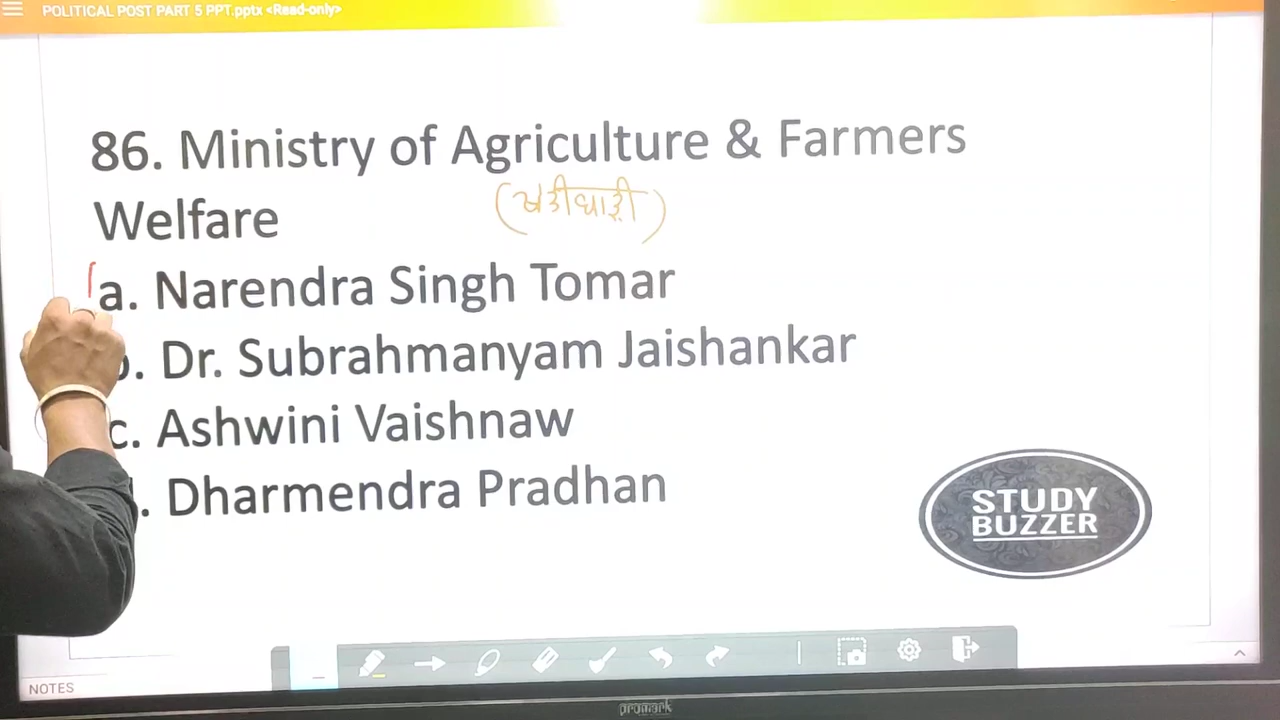 POLITICAL POST PART 5 PPT.pptx <Read-only>
86. Ministry of Agriculture & Farmers
Welfare
(ਖੇਤੀਬਾੜੀ)
a. Narendra Singh Tomar
b. Dr. Subrahmanyam Jaishankar
c. Ashwini Vaishnaw
. Dharmendra Pradhan
STUDY
BUZZER
NOTES
promark